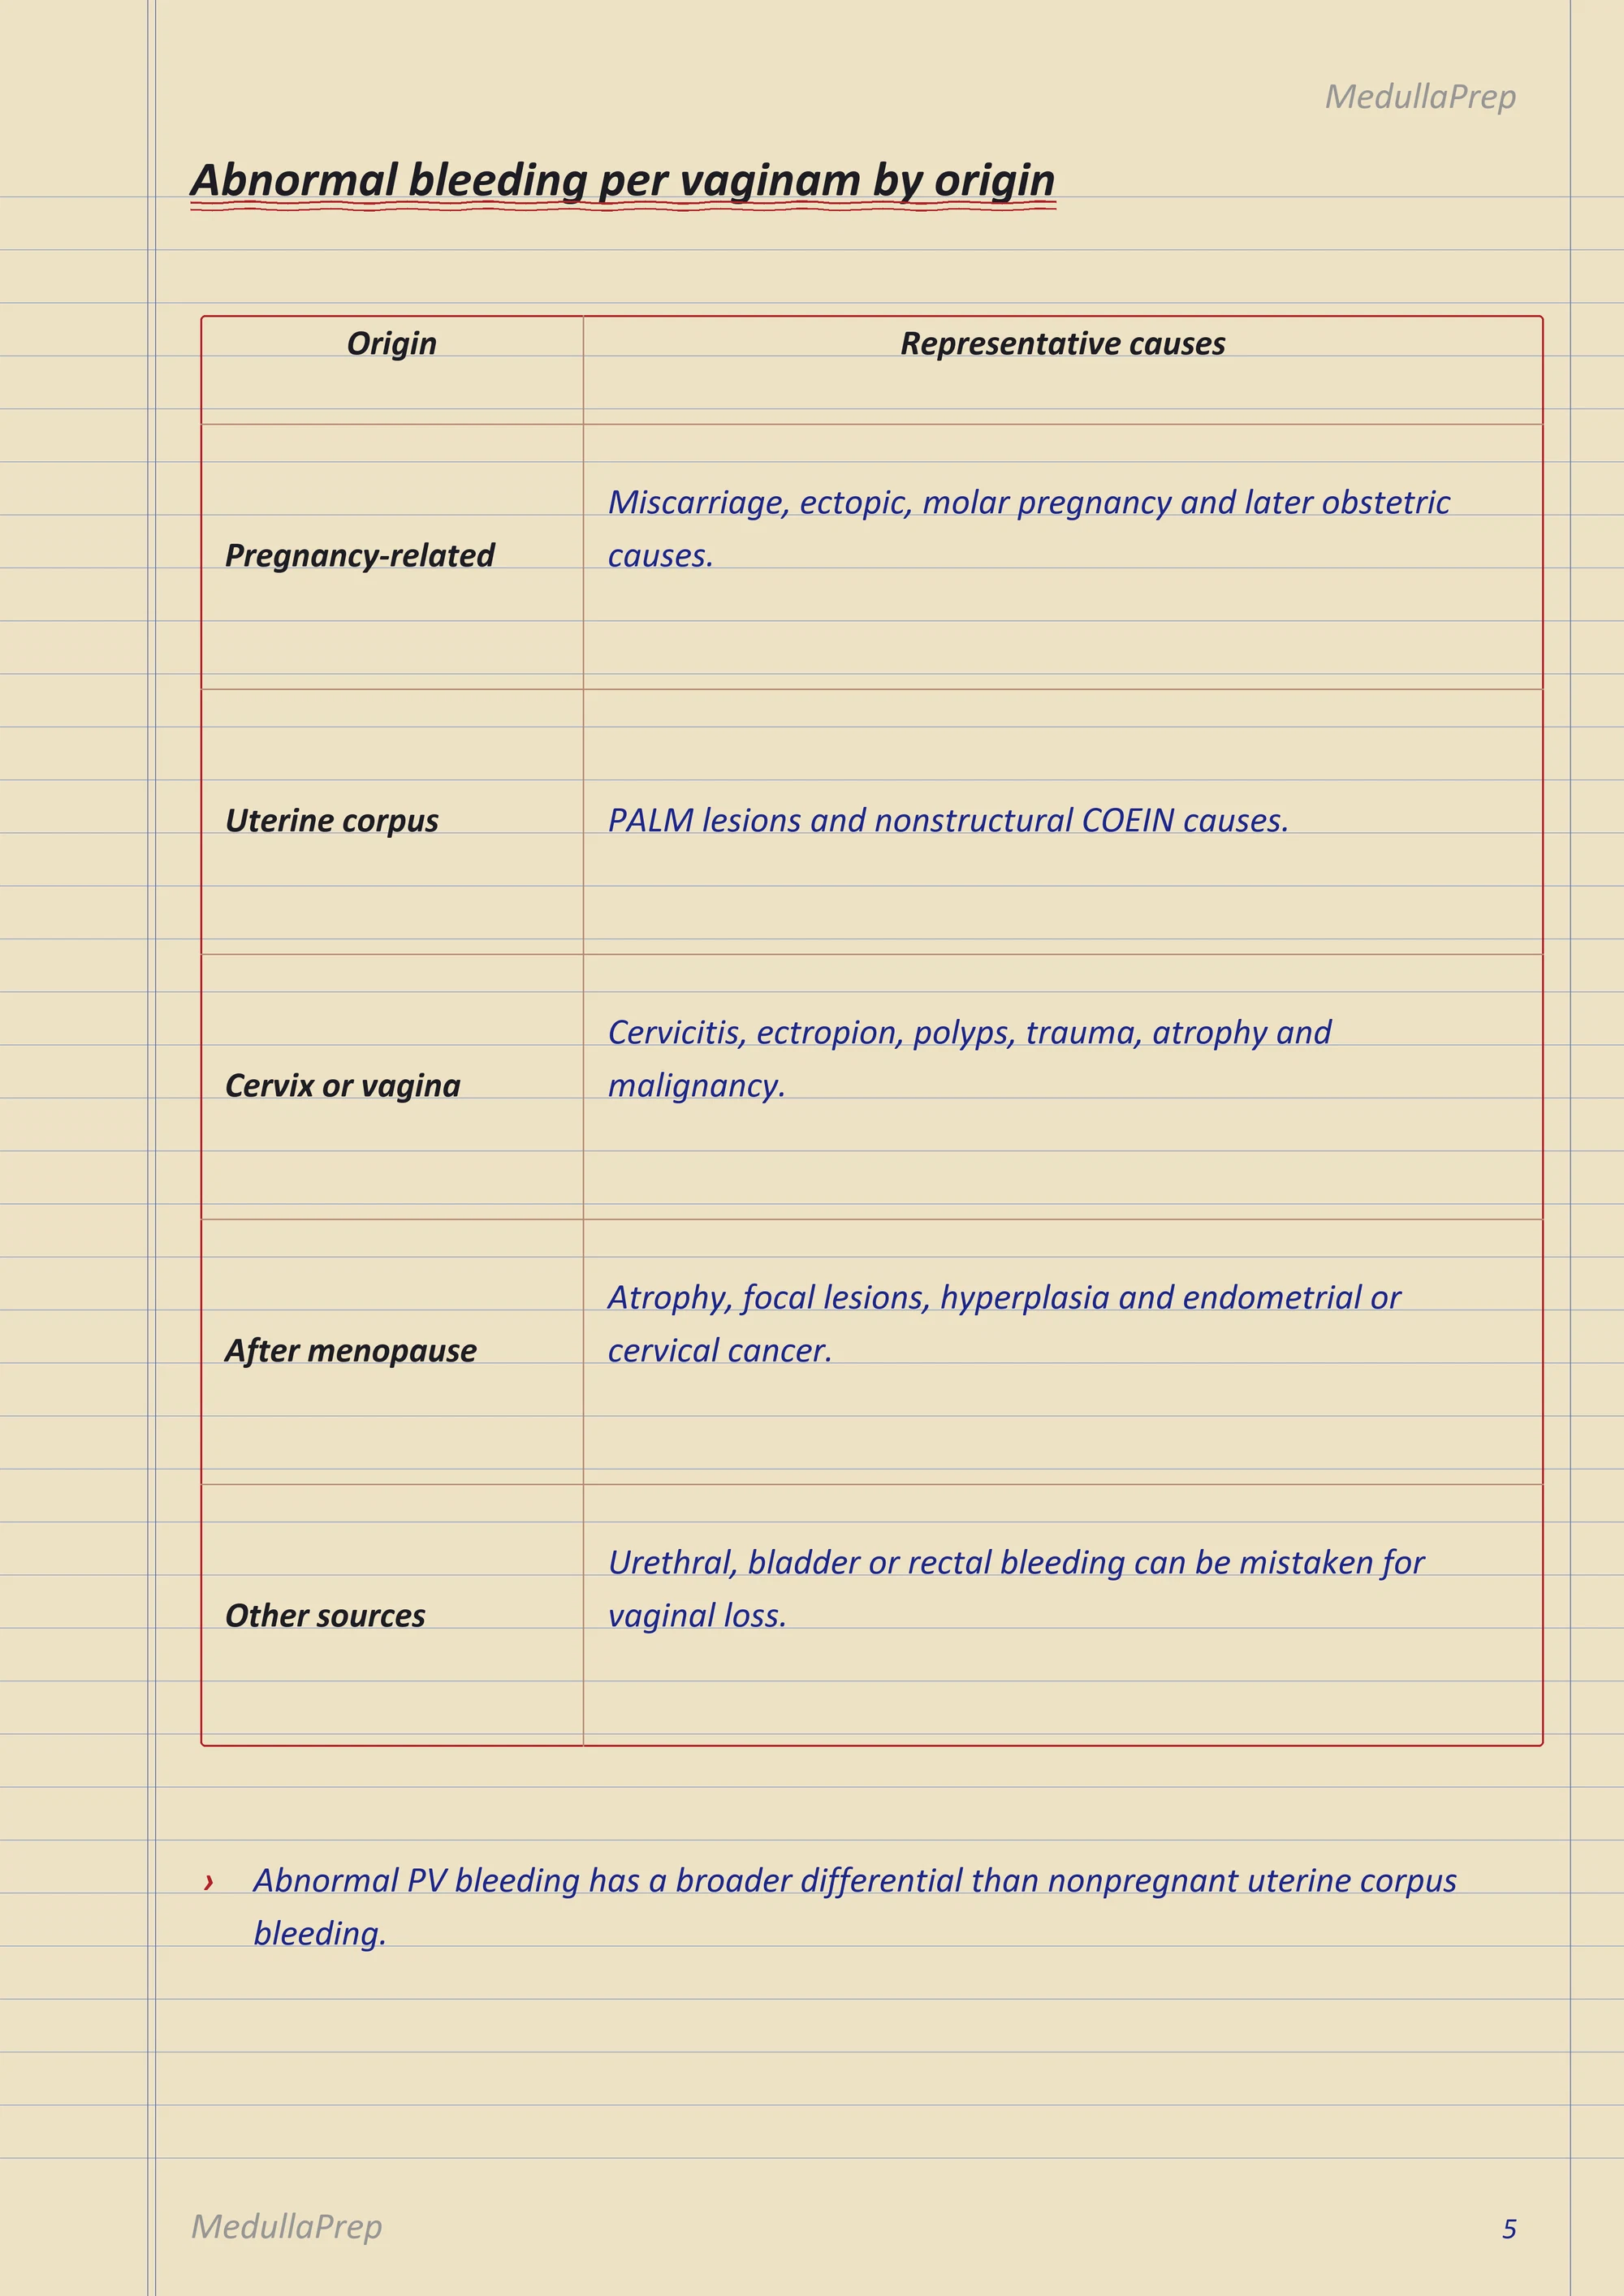 MedullaPrep
Abnormal bleeding per vaginam by origin
Origin Representative causes
Pregnancy-related
Miscarriage, ectopic, molar pregnancy and later obstetric
causes.
Uterine corpus
PALM lesions and nonstructural COEIN causes.
Cervix or vagina
Cervicitis, ectropion, polyps, trauma, atrophy and
malignancy.
After menopause
Atrophy, focal lesions, hyperplasia and endometrial or
cervical cancer.
Other sources
Urethral, bladder or rectal bleeding can be mistaken for
vaginal loss.
› Abnormal PV bleeding has a broader differential than nonpregnant uterine corpus
bleeding.
MedullaPrep
5